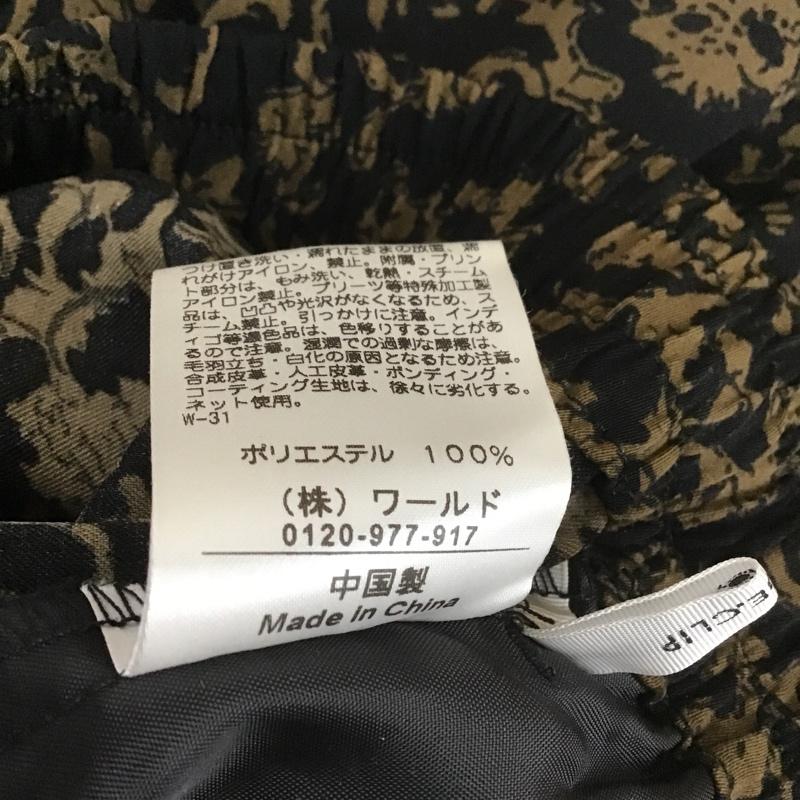 つけ置き洗い・濡れたままの放置、濡
れがけアイロン、禁止。附属・プリン
ト部分は、もみ洗い、乾熱・スチーム
アイロン禁止。プリーツ等特殊加工製
品は、凹凸や光沢がなくなるため、ス
チーム禁止。引っかけに注意。インデ
ィゴ等濃色品は、色移りすることがあ
るので注意。湿潤での過剰な摩擦は、
毛羽立ち・白化の原因となるため注意。
合成皮革・人工皮革・ボンディング・
コーティング生地は、徐々に劣化する。
ネット使用。
W-31
ポリエステル 100%
(株)ワールド
0120-977-917
中国製
Made in China
E.CLIP